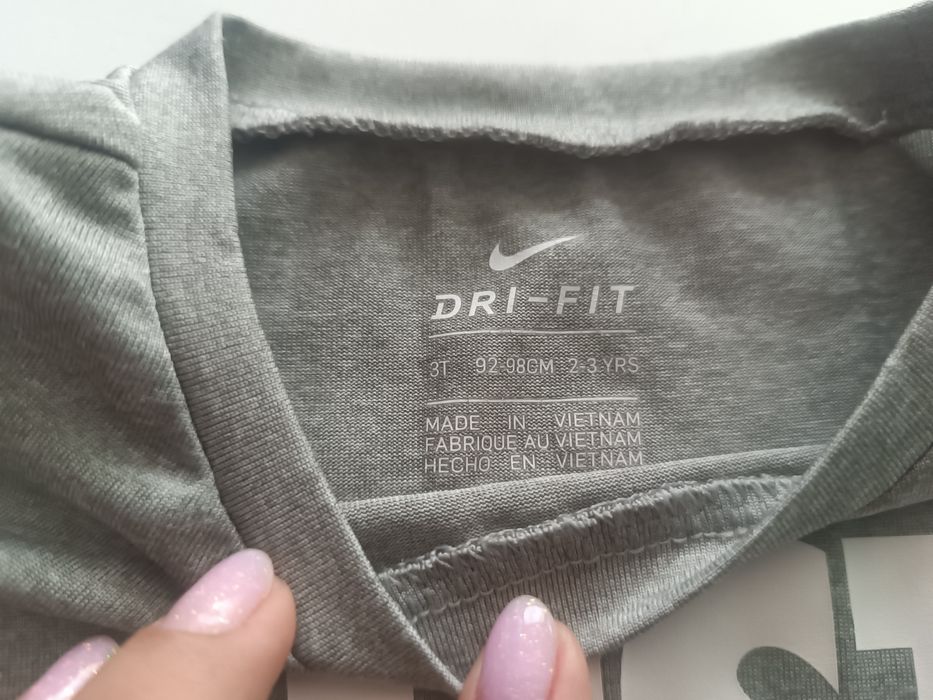 DRI-FIT
3T 92-98CM 2-3 YRS
MADE IN VIETNAM
FABRIQUE AU VIETNAM
HECHO EN VIETNAM